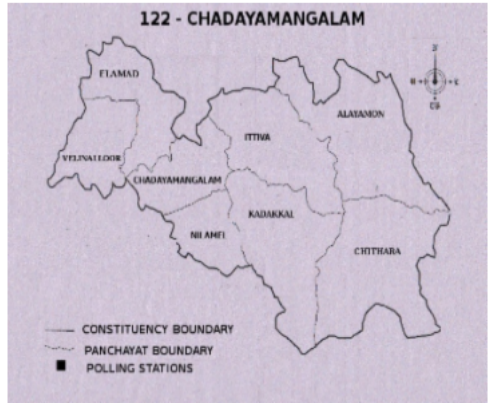 122 - CHADAYAMANGALAM
ELAMAD
ALAYAMON
ITTIVA
VELINALLOOR
CHADAYAMANGALAM
KADAKKAL
NILAMEL
CHITHARA
CONSTITUENCY BOUNDARY
PANCHAYAT BOUNDARY
POLLING STATIONS